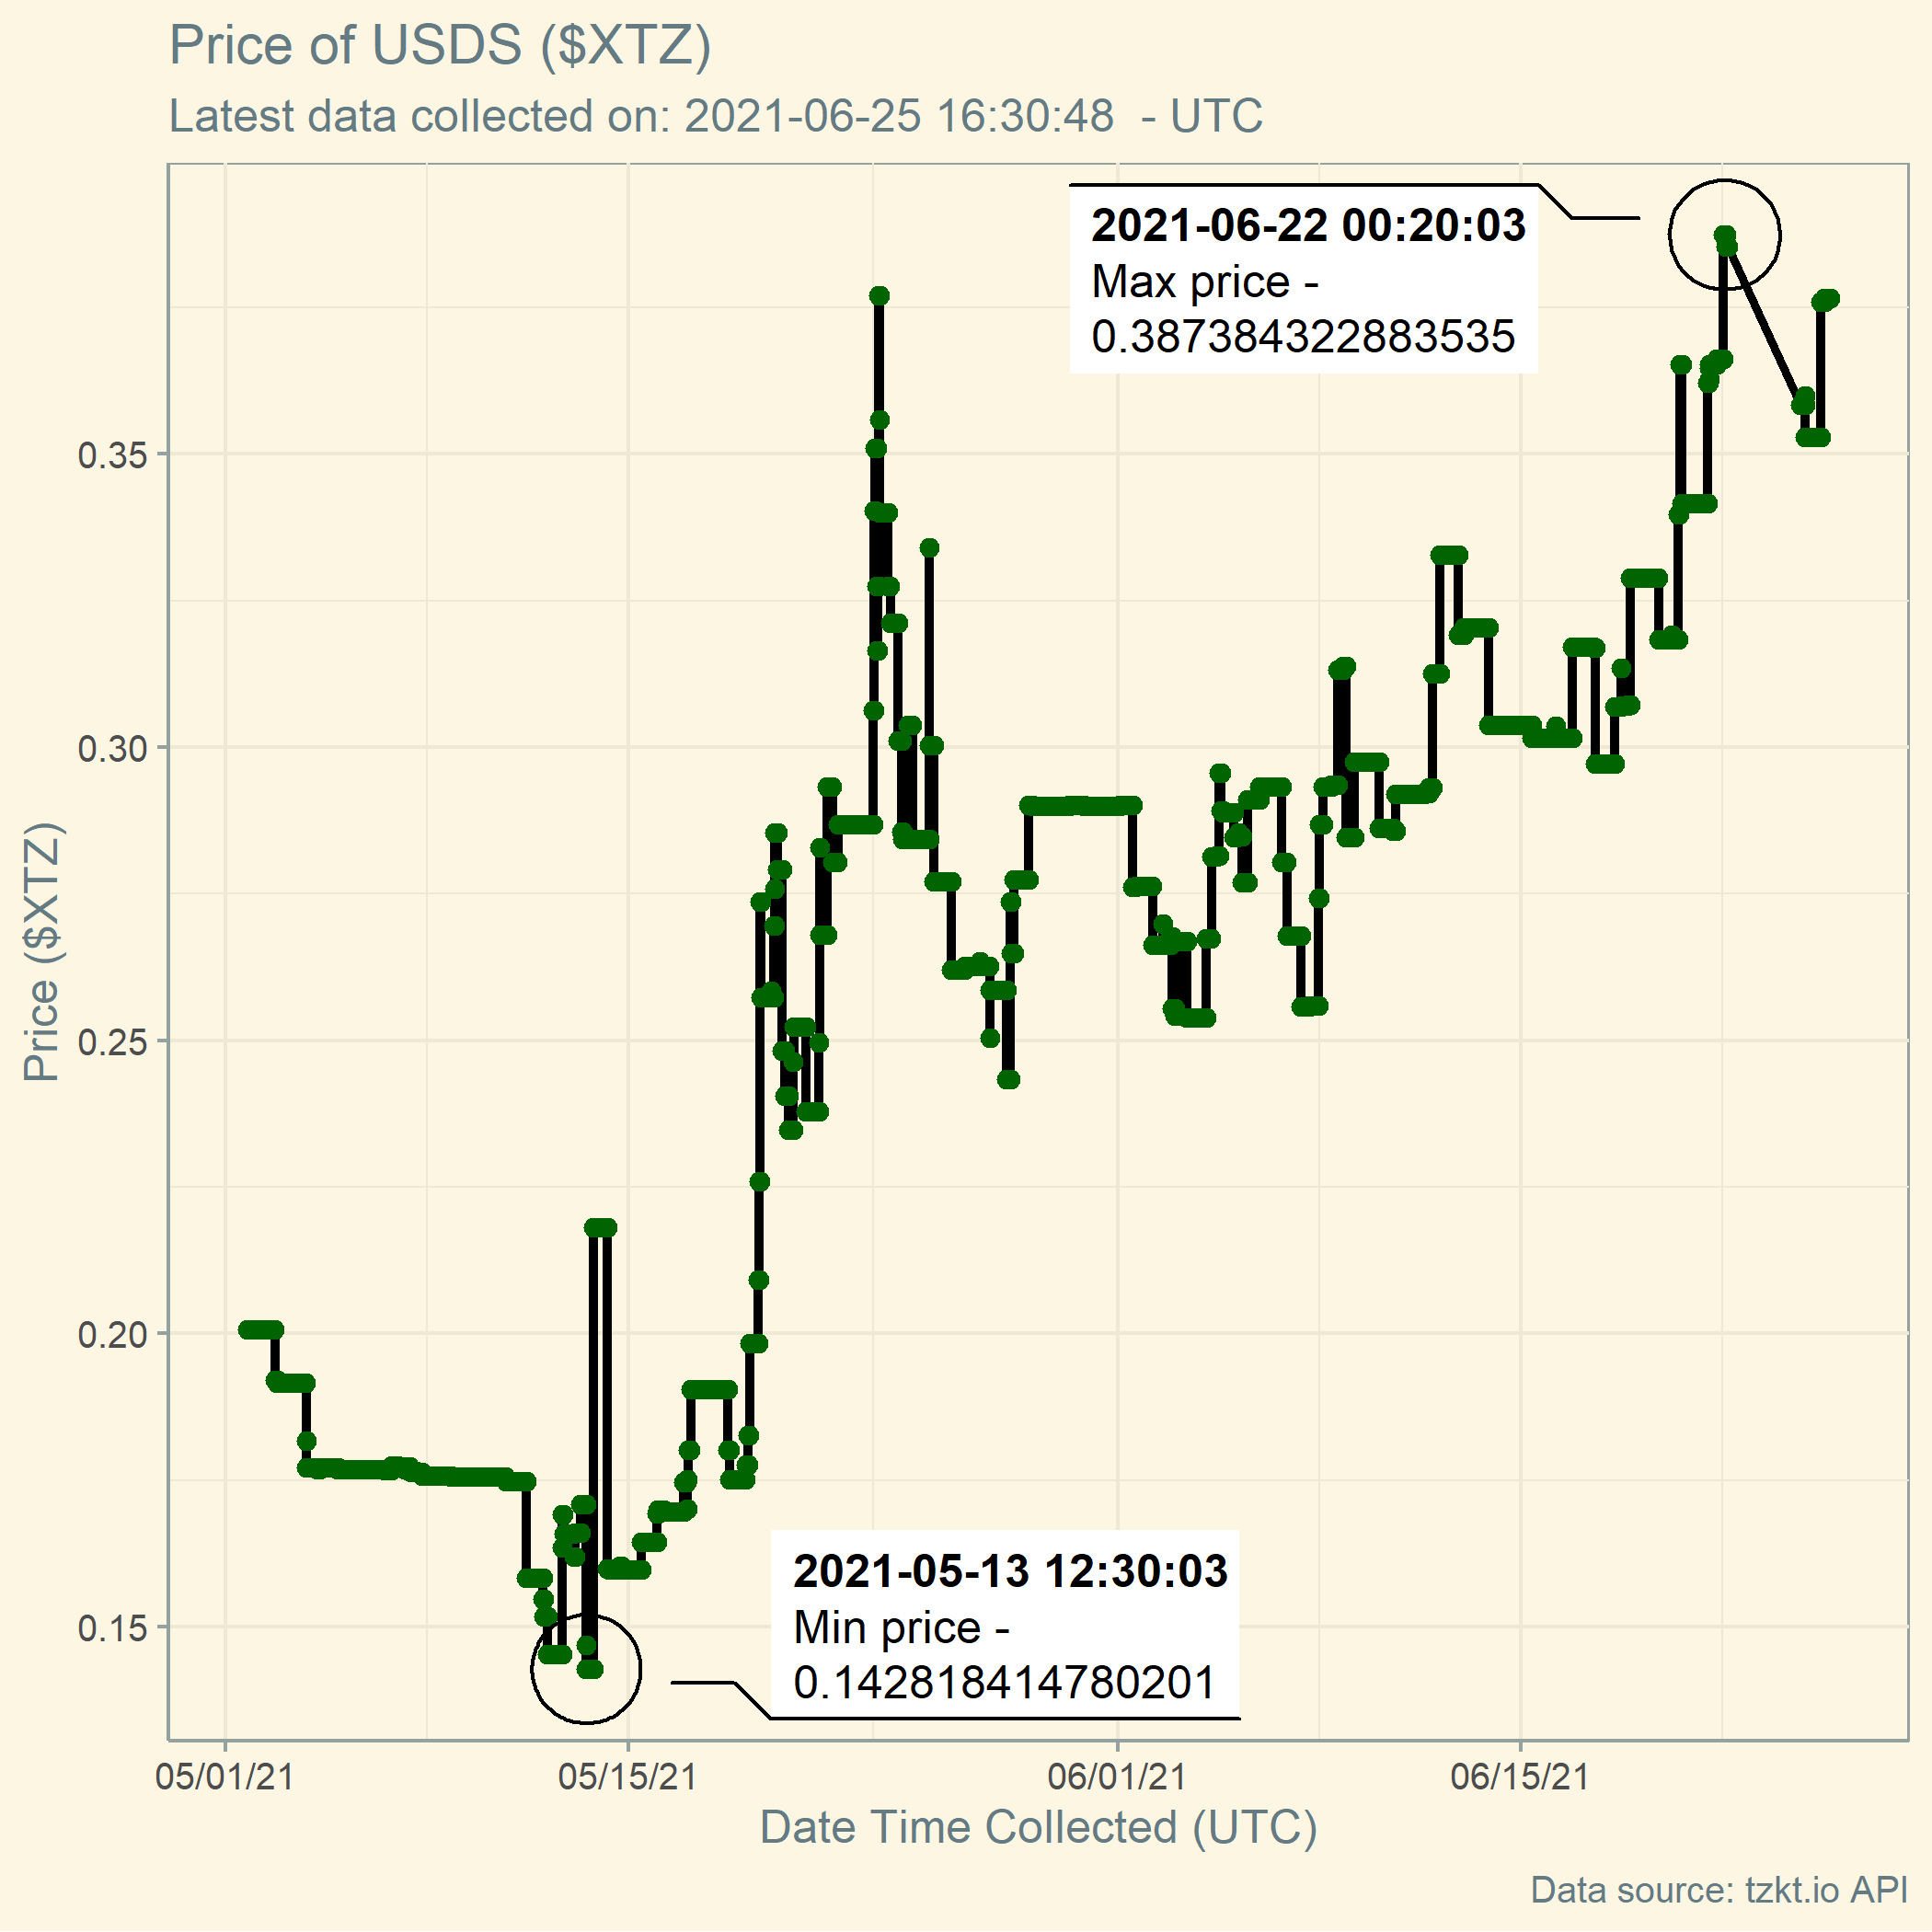 Price of USDS ($XTZ)
Latest data collected on: 2021-06-25 16:30:48  - UTC
2021-06-22 00:20:03
Max price -
0.387384322883535
0.35
0.30
0.25
0.20
0.15
Price ($XTZ)
2021-05-13 12:30:03
Min price -
0.142818414780201
05/01/21
05/15/21
06/01/21
06/15/21
Date Time Collected (UTC)
Data source: tzkt.io API